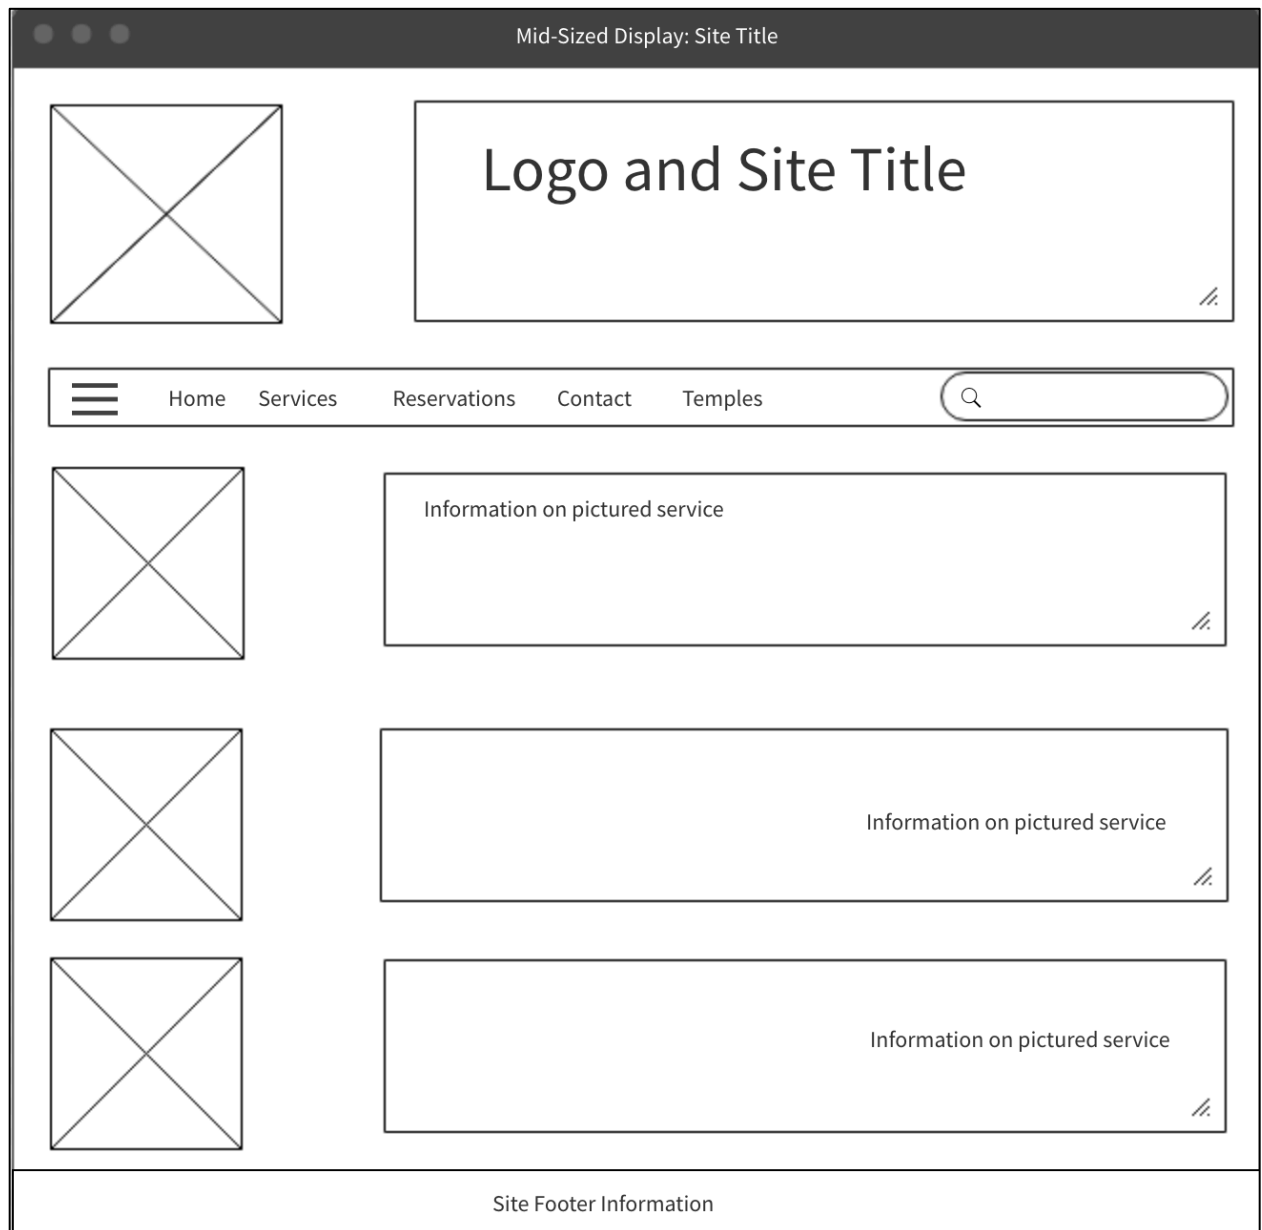 Mid-Sized Display: Site Title
Logo and Site Title
Home Services Reservations Contact Temples
Information on pictured service
Information on pictured service
Information on pictured service
Site Footer Information